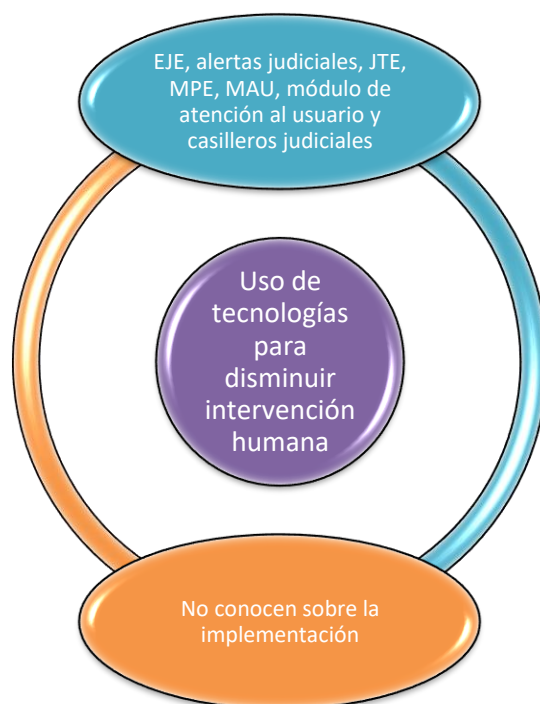 EJE, alertas judiciales, JTE,
MPE, MAU, módulo de
atención al usuario y
casilleros judiciales
Uso de
tecnologías
para
disminuir
intervención
humana
No conocen sobre la
implementación